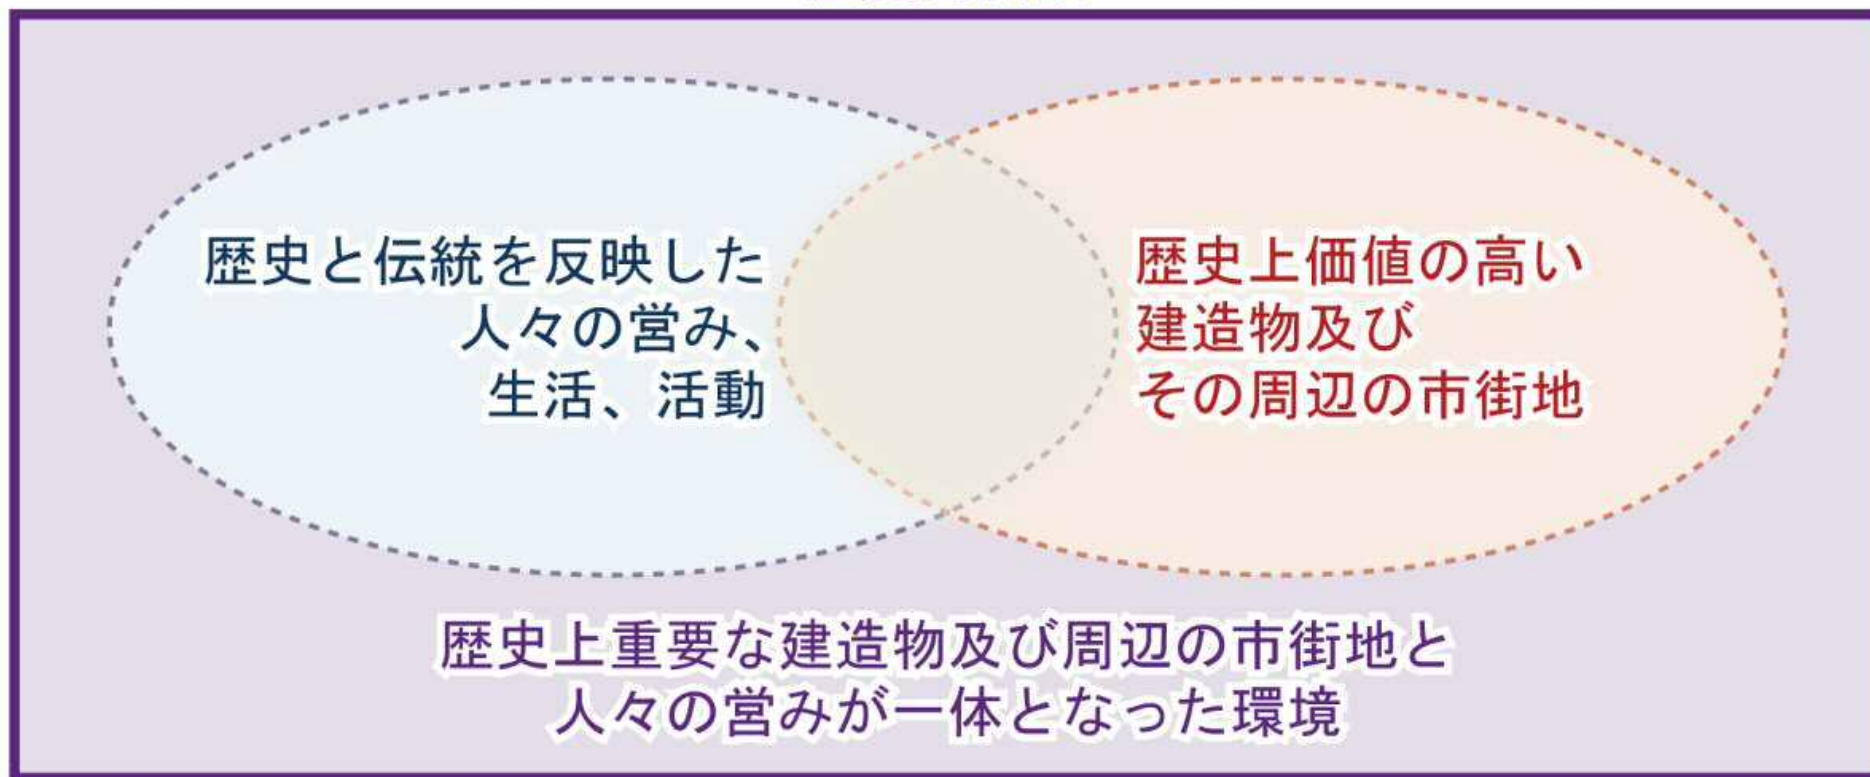 歴史と伝統を反映した
人々の営み、
生活、活動
歴史上価値の高い
建造物及び
その周辺の市街地
歴史上重要な建造物及び周辺の市街地と
人々の営みが一体となった環境